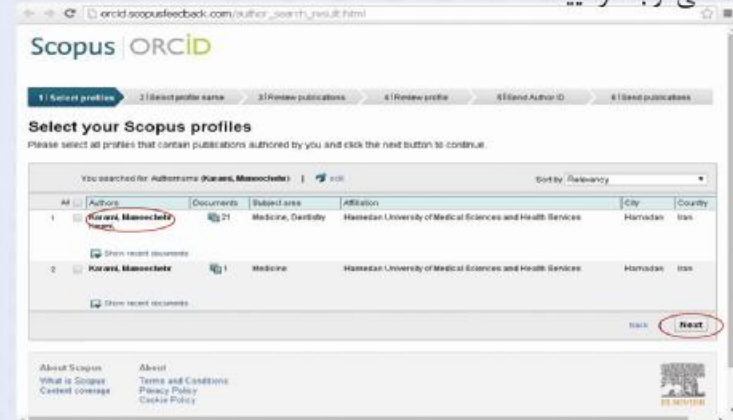 orcid.scopusfeedback.com/author_search_result.html
Scopus ORCID
1 | Select profiles 2 | Select profile name 3 | Review publications 4 | Review profile 5 | Send Author ID 6 | Send publications
Select your Scopus profiles
Please select all profiles that contain publications authored by you and click the next button to continue.
You searched for: Authorname (Karami, Manoochehr) | edit Sort by Relevancy
All Authors Documents Subject area Affiliation City Country
1 Karami, Manoochehr 21 Medicine, Dentistry Hamedan University of Medical Sciences and Health Services Hamadan Iran
Show recent documents
2 Karami, Manoochehr 1 Medicine Hamedan University of Medical Sciences and Health Services Hamadan Iran
Show recent documents
Back Next
About Scopus About
What is Scopus Terms and Conditions
Content coverage Privacy Policy
Cookie Policy
ELSEVIER